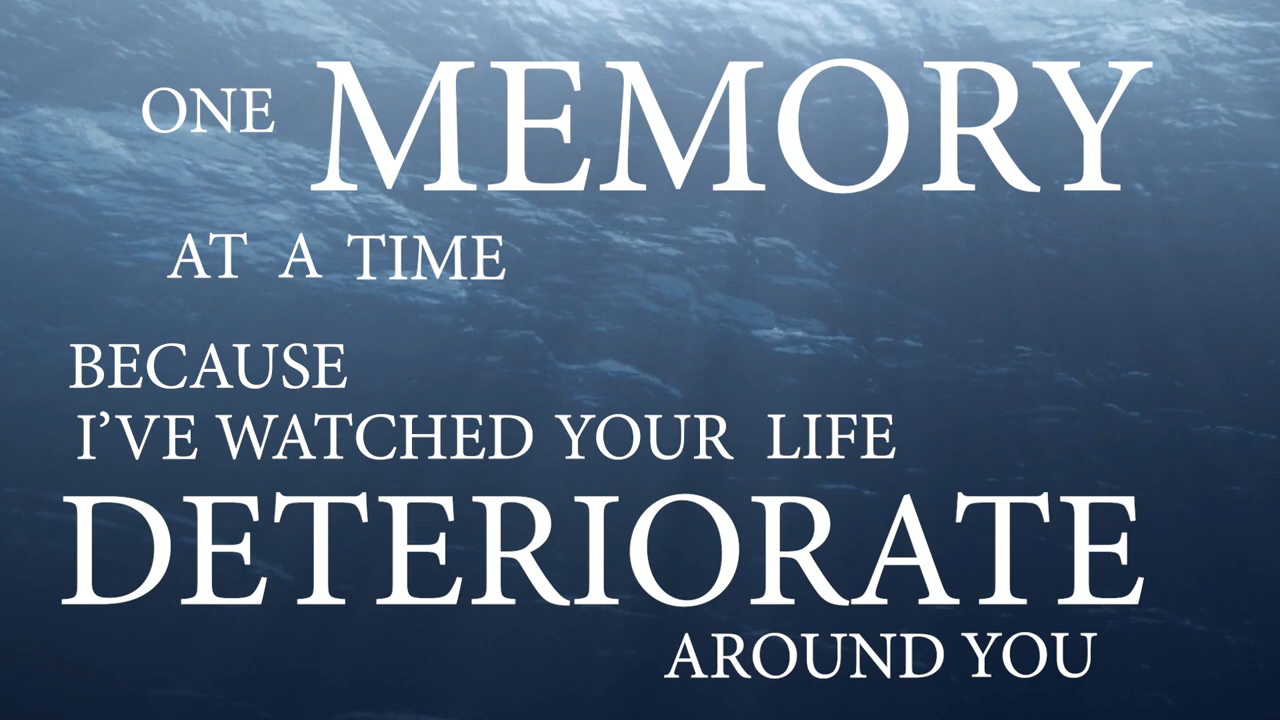 ONE MEMORY
AT A TIME
BECAUSE
I’VE WATCHED YOUR LIFE
DETERIORATE
AROUND YOU